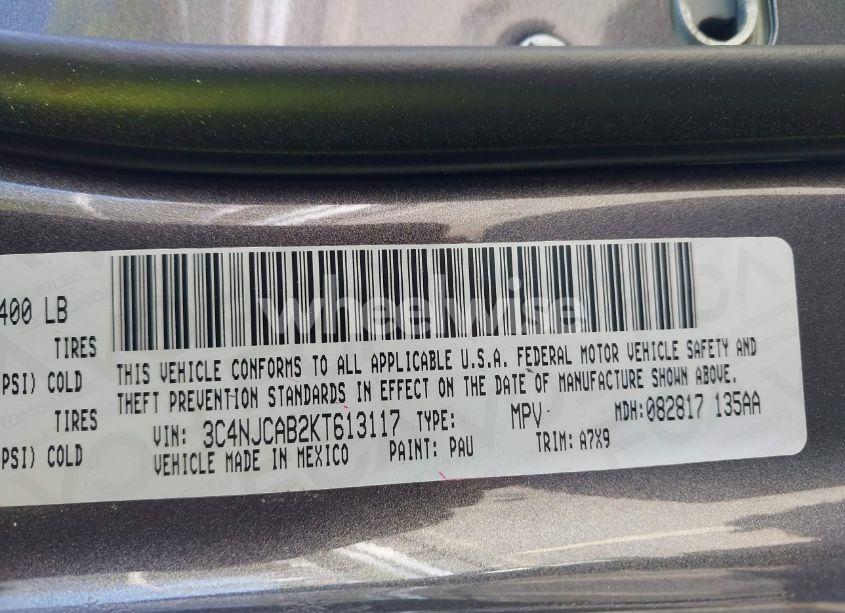 400 LB
TIRES
PSI) COLD
TIRES
PSI) COLD
THIS VEHICLE CONFORMS TO ALL APPLICABLE U.S.A. FEDERAL MOTOR VEHICLE SAFETY AND
THEFT PREVENTION STANDARDS IN EFFECT ON THE DATE OF MANUFACTURE SHOWN ABOVE.
VIN: 3C4NJCAB2KT613117 TYPE: MPV MDH:082817 135AA
VEHICLE MADE IN MEXICO PAINT: PAU TRIM: A7X9
wheelwise